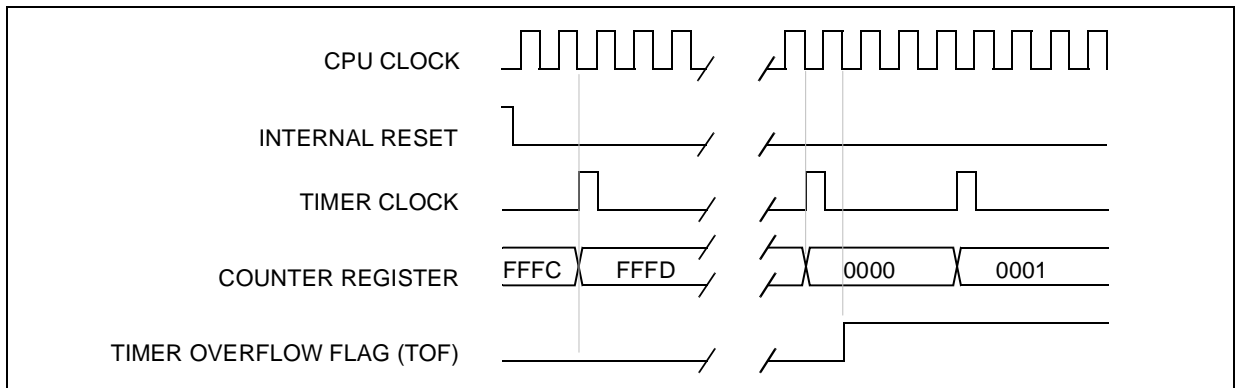 CPU CLOCK
INTERNAL RESET
TIMER CLOCK
COUNTER REGISTER FFFC FFFD 0000 0001
TIMER OVERFLOW FLAG (TOF)